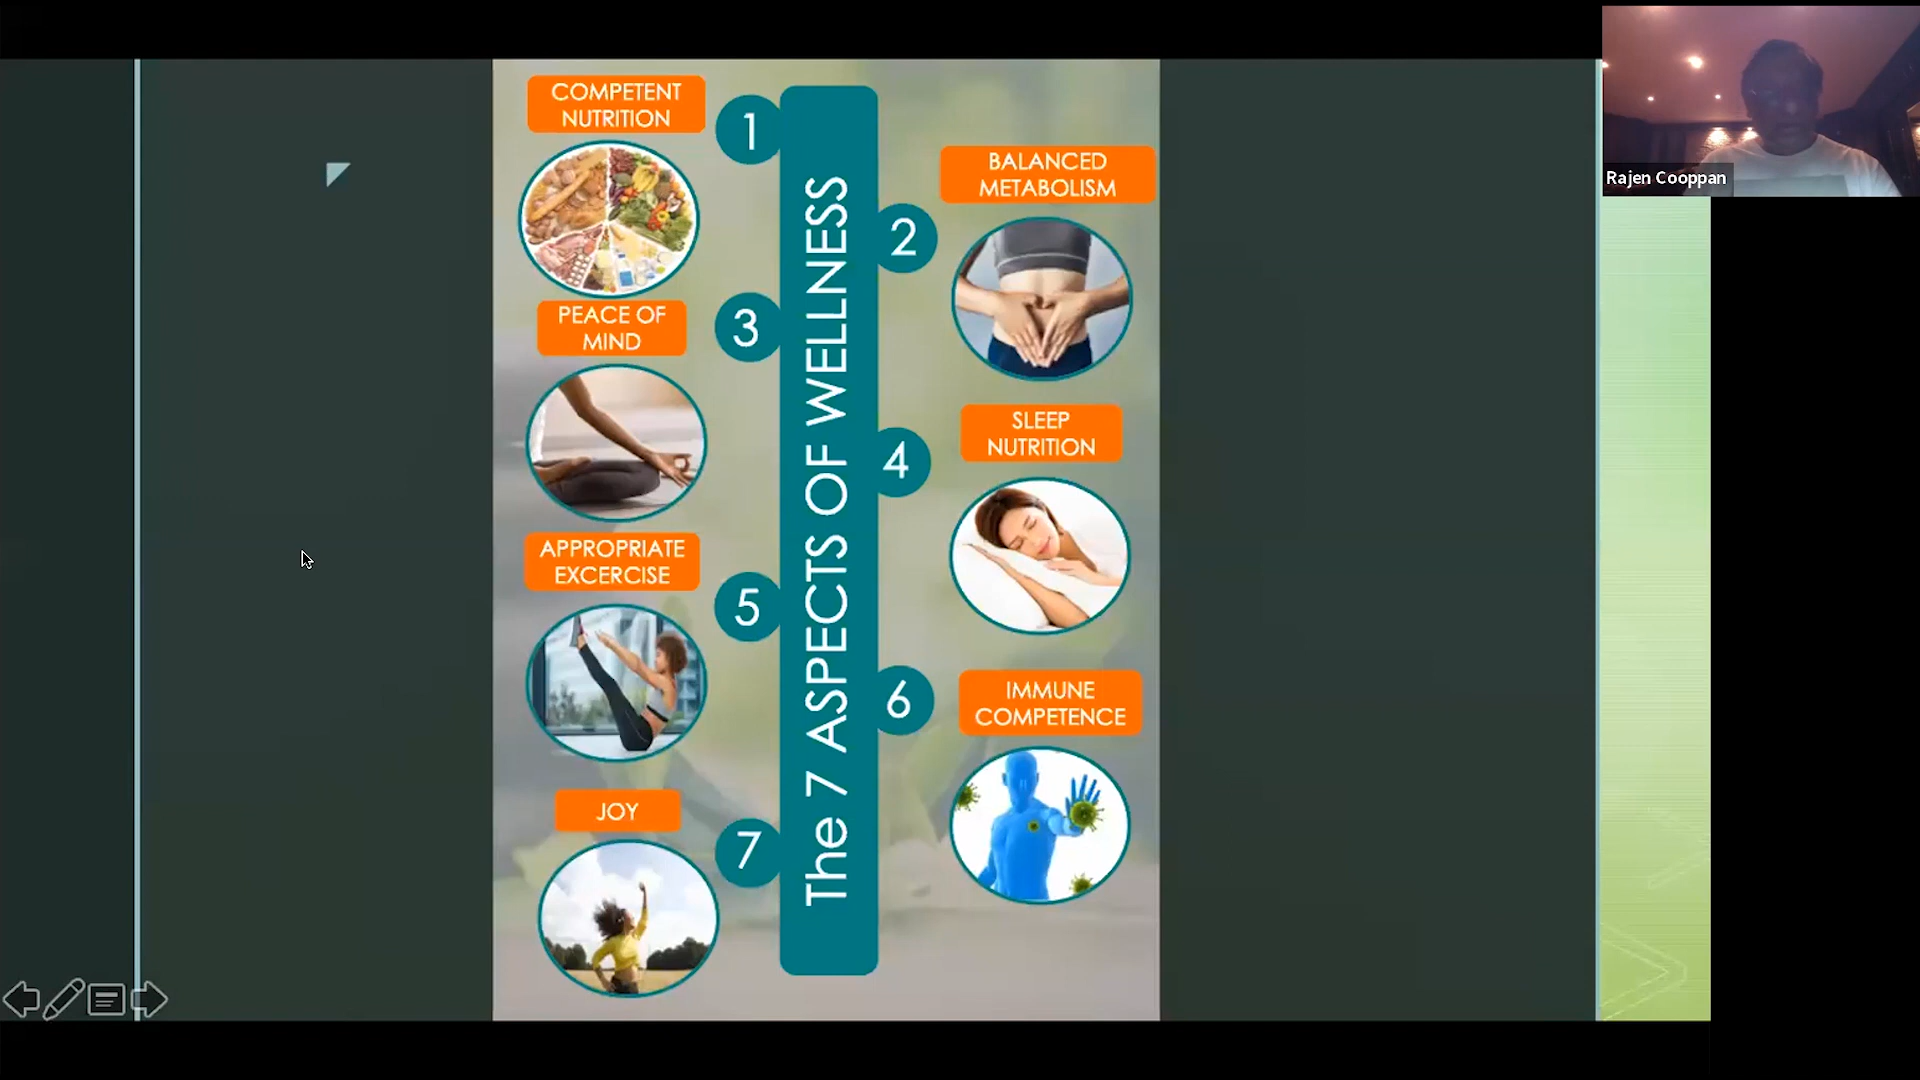 COMPETENT
NUTRITION
1
BALANCED
METABOLISM
2
PEACE OF
MIND
3
SLEEP
NUTRITION
4
APPROPRIATE
EXCERCISE
5
IMMUNE
COMPETENCE
6
JOY
7
The 7 ASPECTS OF WELLNESS
Rajen Cooppan